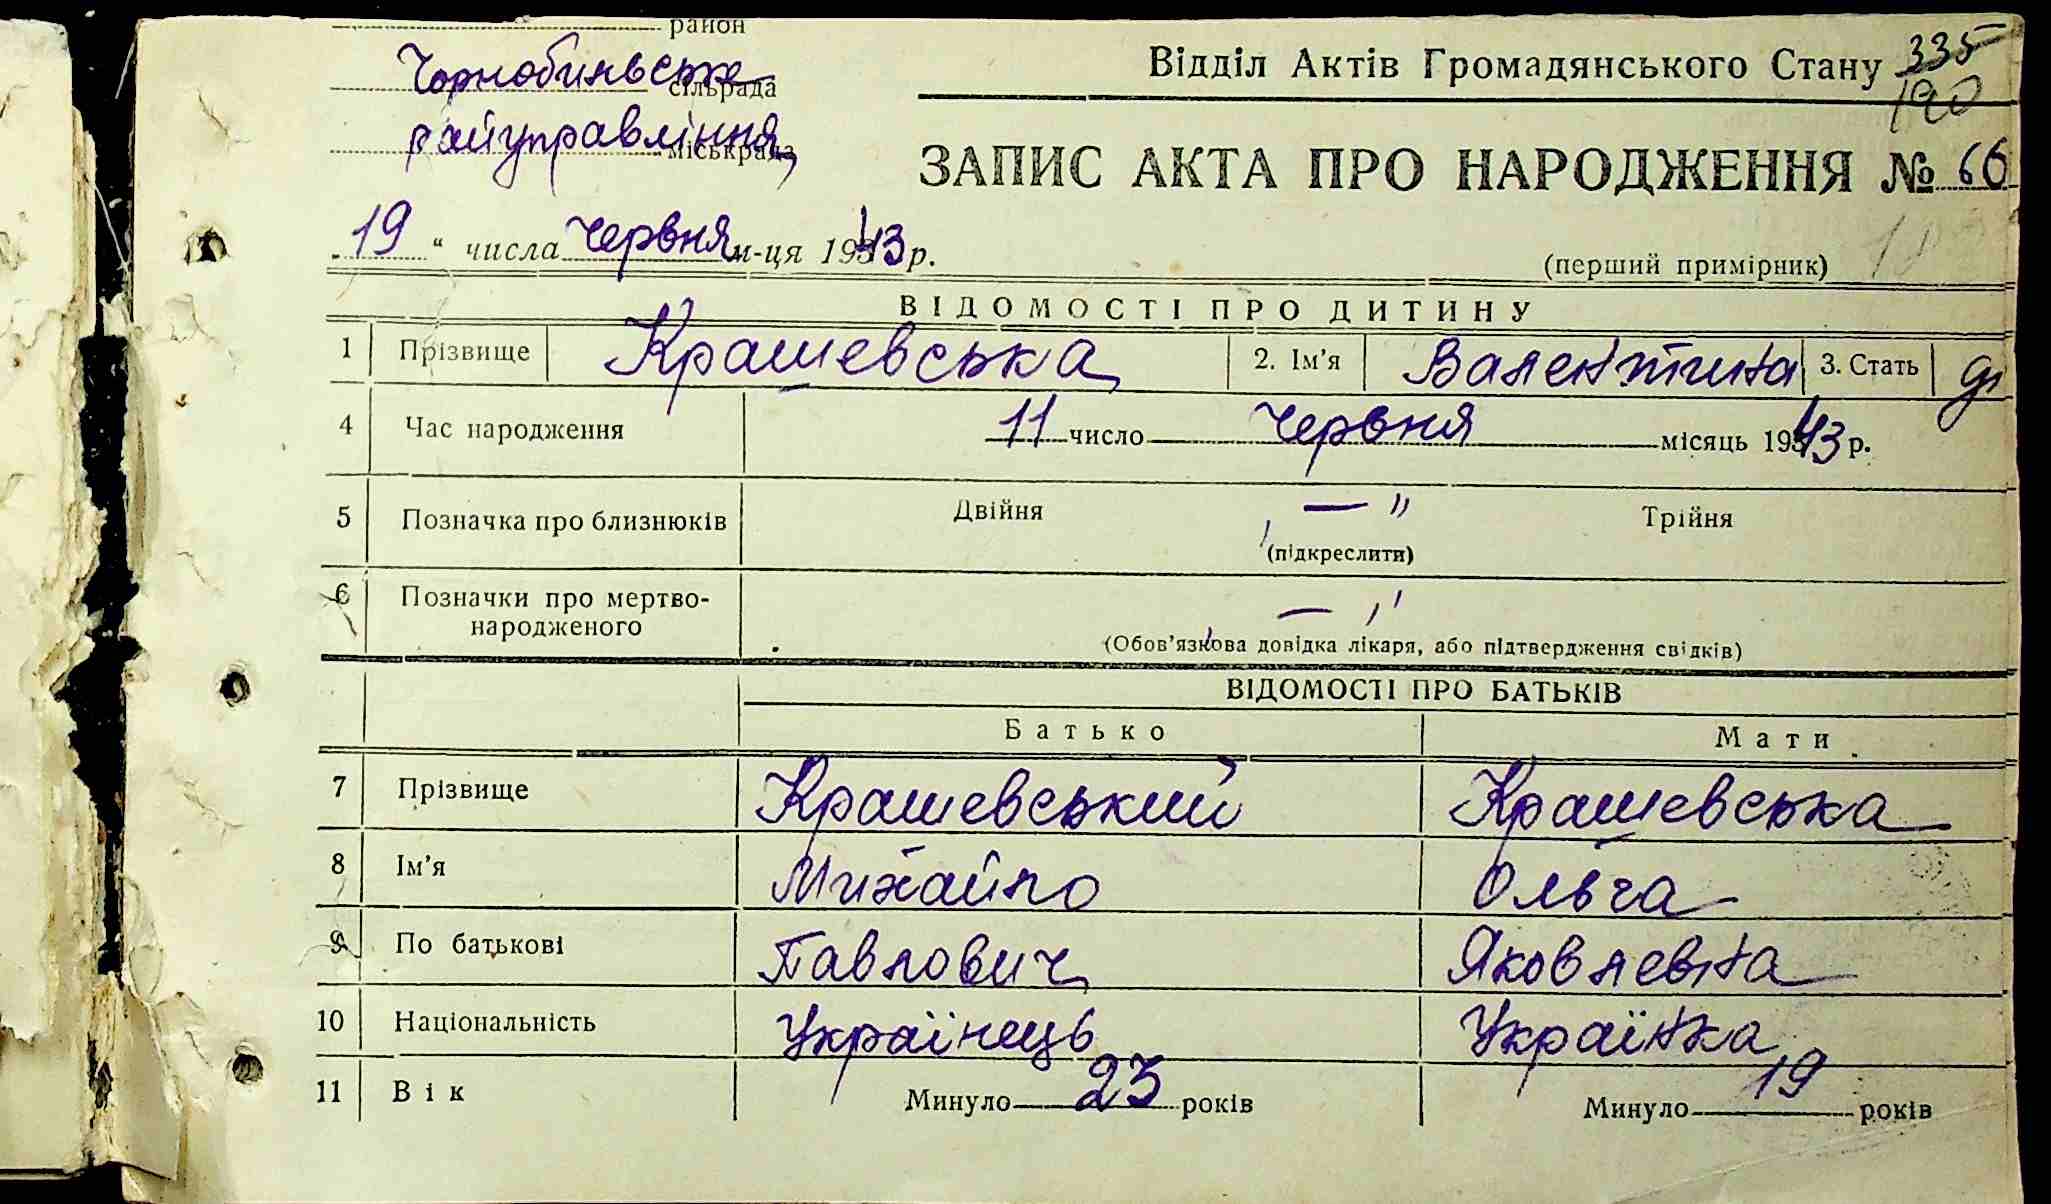 район
Чорнобильське сільрада
райуправління міськрада
Відділ Актів Громадянського Стану 335
190
ЗАПИС АКТА ПРО НАРОДЖЕННЯ № 66
„ 19 “ числа червня м-ця 1943 р.
(перший примірник)
ВІДОМОСТІ ПРО ДИТИНУ
1 Прізвище Крашевська 2. Ім’я Валентина 3. Стать
4 Час народження 11 число червня місяць 1943 р.
5 Позначка про близнюків Двійня — " Трійня
(підкреслити)
6 Позначки про мертво-
народженого — "
(Обов’язкова довідка лікаря, або підтвердження свідків)
ВІДОМОСТІ ПРО БАТЬКІВ
Батько Мати
7 Прізвище Крашевський Крашевська
8 Ім’я Михайло Ольга
9 По батькові Павлович Яковлевна
10 Національність Українець Українка
11 Вік Минуло 23 років Минуло 19 років